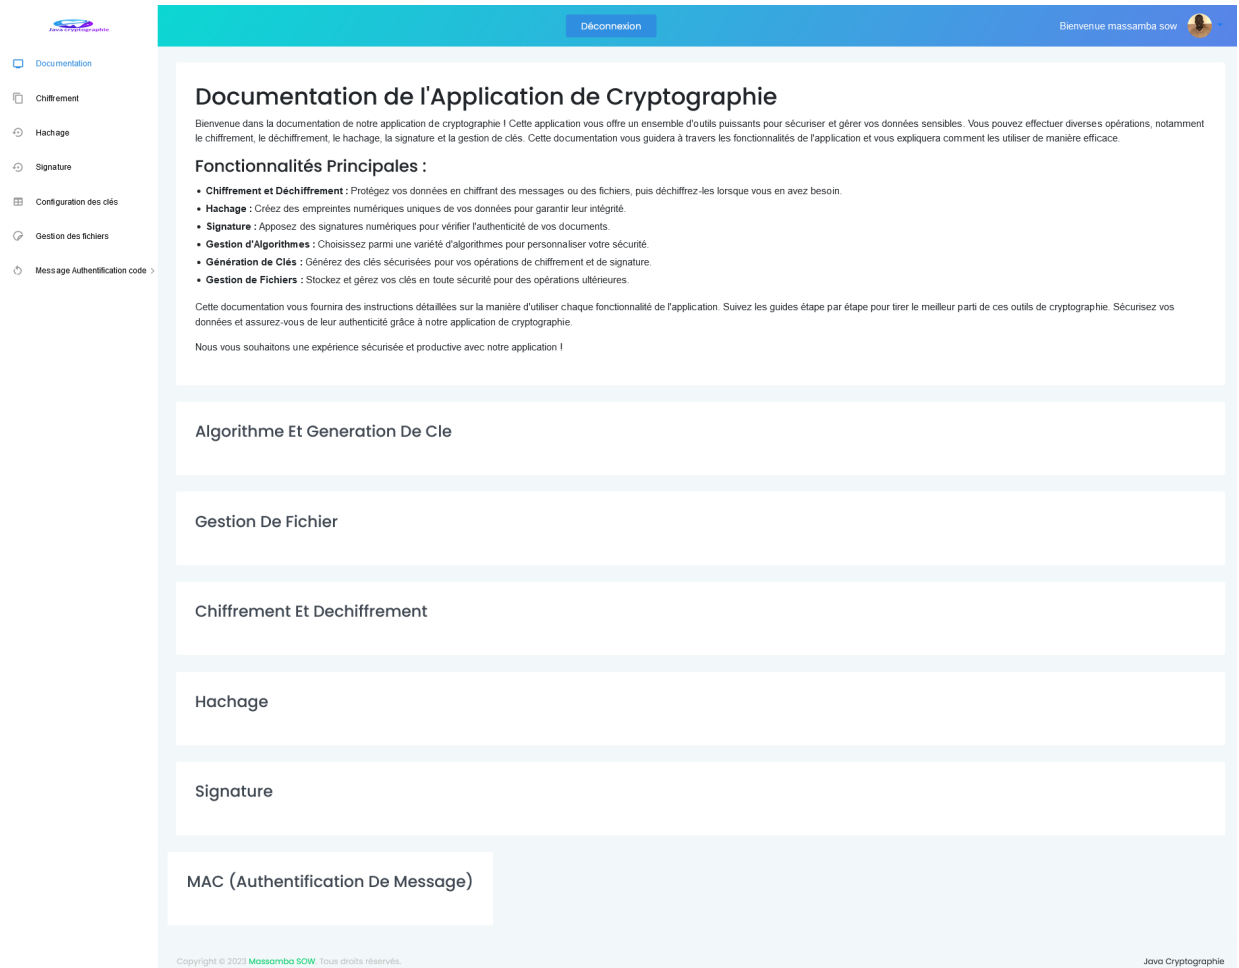 Java cryptographie
Déconnexion
Bienvenue massamba sow
Documentation
Chiffrement
Hachage
Signature
Configuration des clés
Gestion des fichiers
Message Authentification code >
Documentation de l'Application de Cryptographie
Bienvenue dans la documentation de notre application de cryptographie ! Cette application vous offre un ensemble d'outils puissants pour sécuriser et gérer vos données sensibles. Vous pouvez effectuer diverses opérations, notamment
le chiffrement, le déchiffrement, le hachage, la signature et la gestion de clés. Cette documentation vous guidera à travers les fonctionnalités de l'application et vous expliquera comment les utiliser de manière efficace.
Fonctionnalités Principales :
• Chiffrement et Déchiffrement : Protégez vos données en chiffrant des messages ou des fichiers, puis déchiffrez-les lorsque vous en avez besoin.
• Hachage : Créez des empreintes numériques uniques de vos données pour garantir leur intégrité.
• Signature : Apposez des signatures numériques pour vérifier l'authenticité de vos documents.
• Gestion d'Algorithmes : Choisissez parmi une variété d'algorithmes pour personnaliser votre sécurité.
• Génération de Clés : Générez des clés sécurisées pour vos opérations de chiffrement et de signature.
• Gestion de Fichiers : Stockez et gérez vos clés en toute sécurité pour des opérations ultérieures.
Cette documentation vous fournira des instructions détaillées sur la manière d'utiliser chaque fonctionnalité de l'application. Suivez les guides étape par étape pour tirer le meilleur parti de ces outils de cryptographie. Sécurisez vos
données et assurez-vous de leur authenticité grâce à notre application de cryptographie.
Nous vous souhaitons une expérience sécurisée et productive avec notre application !
Algorithme Et Generation De Cle
Gestion De Fichier
Chiffrement Et Dechiffrement
Hachage
Signature
MAC (Authentification De Message)
Copyright © 2023 Massamba SOW. Tous droits réservés.
Java Cryptographie